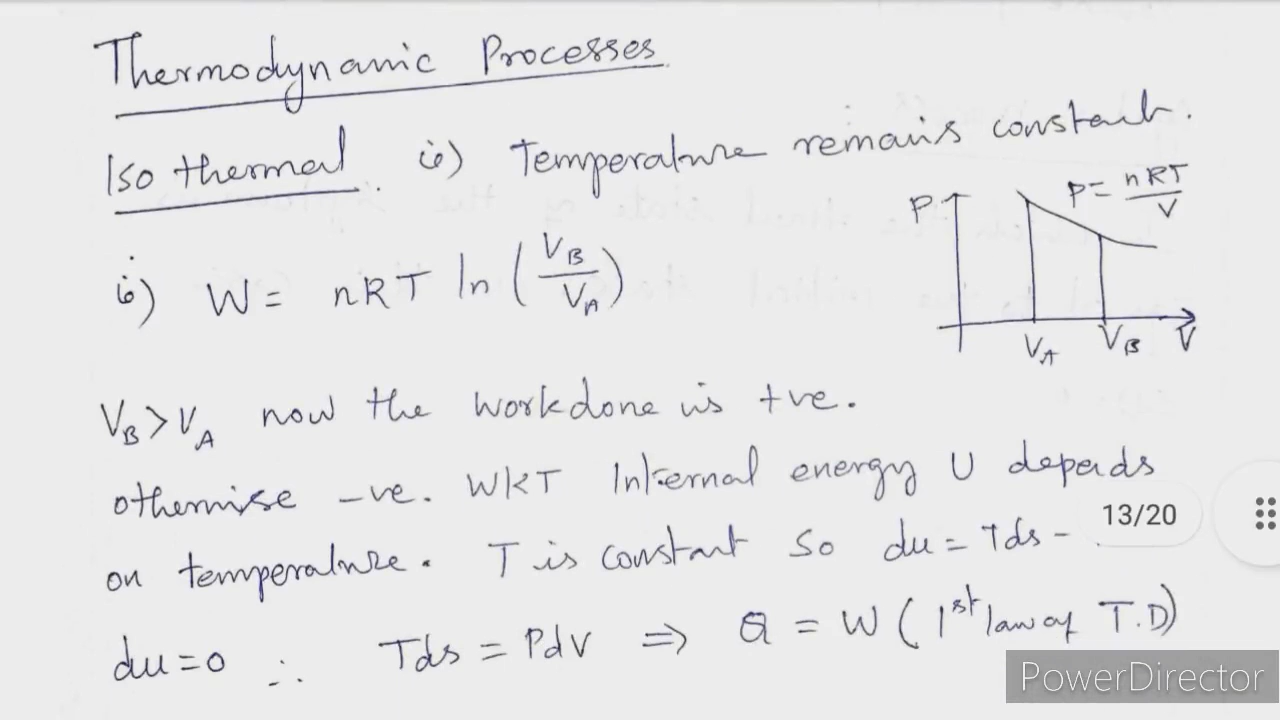 Thermodynamic Processes.
Isothermal. ie) Temperature remains constant.
P P = nRT/V
ie) W = nRT ln (VB/VA)
VA VB V
VB > VA now the workdone is +ve.
otherwise -ve. WKT Internal energy U depends
13/20
on temperature. T is constant so du = Tds -
du = 0 ∴ Tds = PdV ⇒ Q = W (1st law of T.D)
PowerDirector